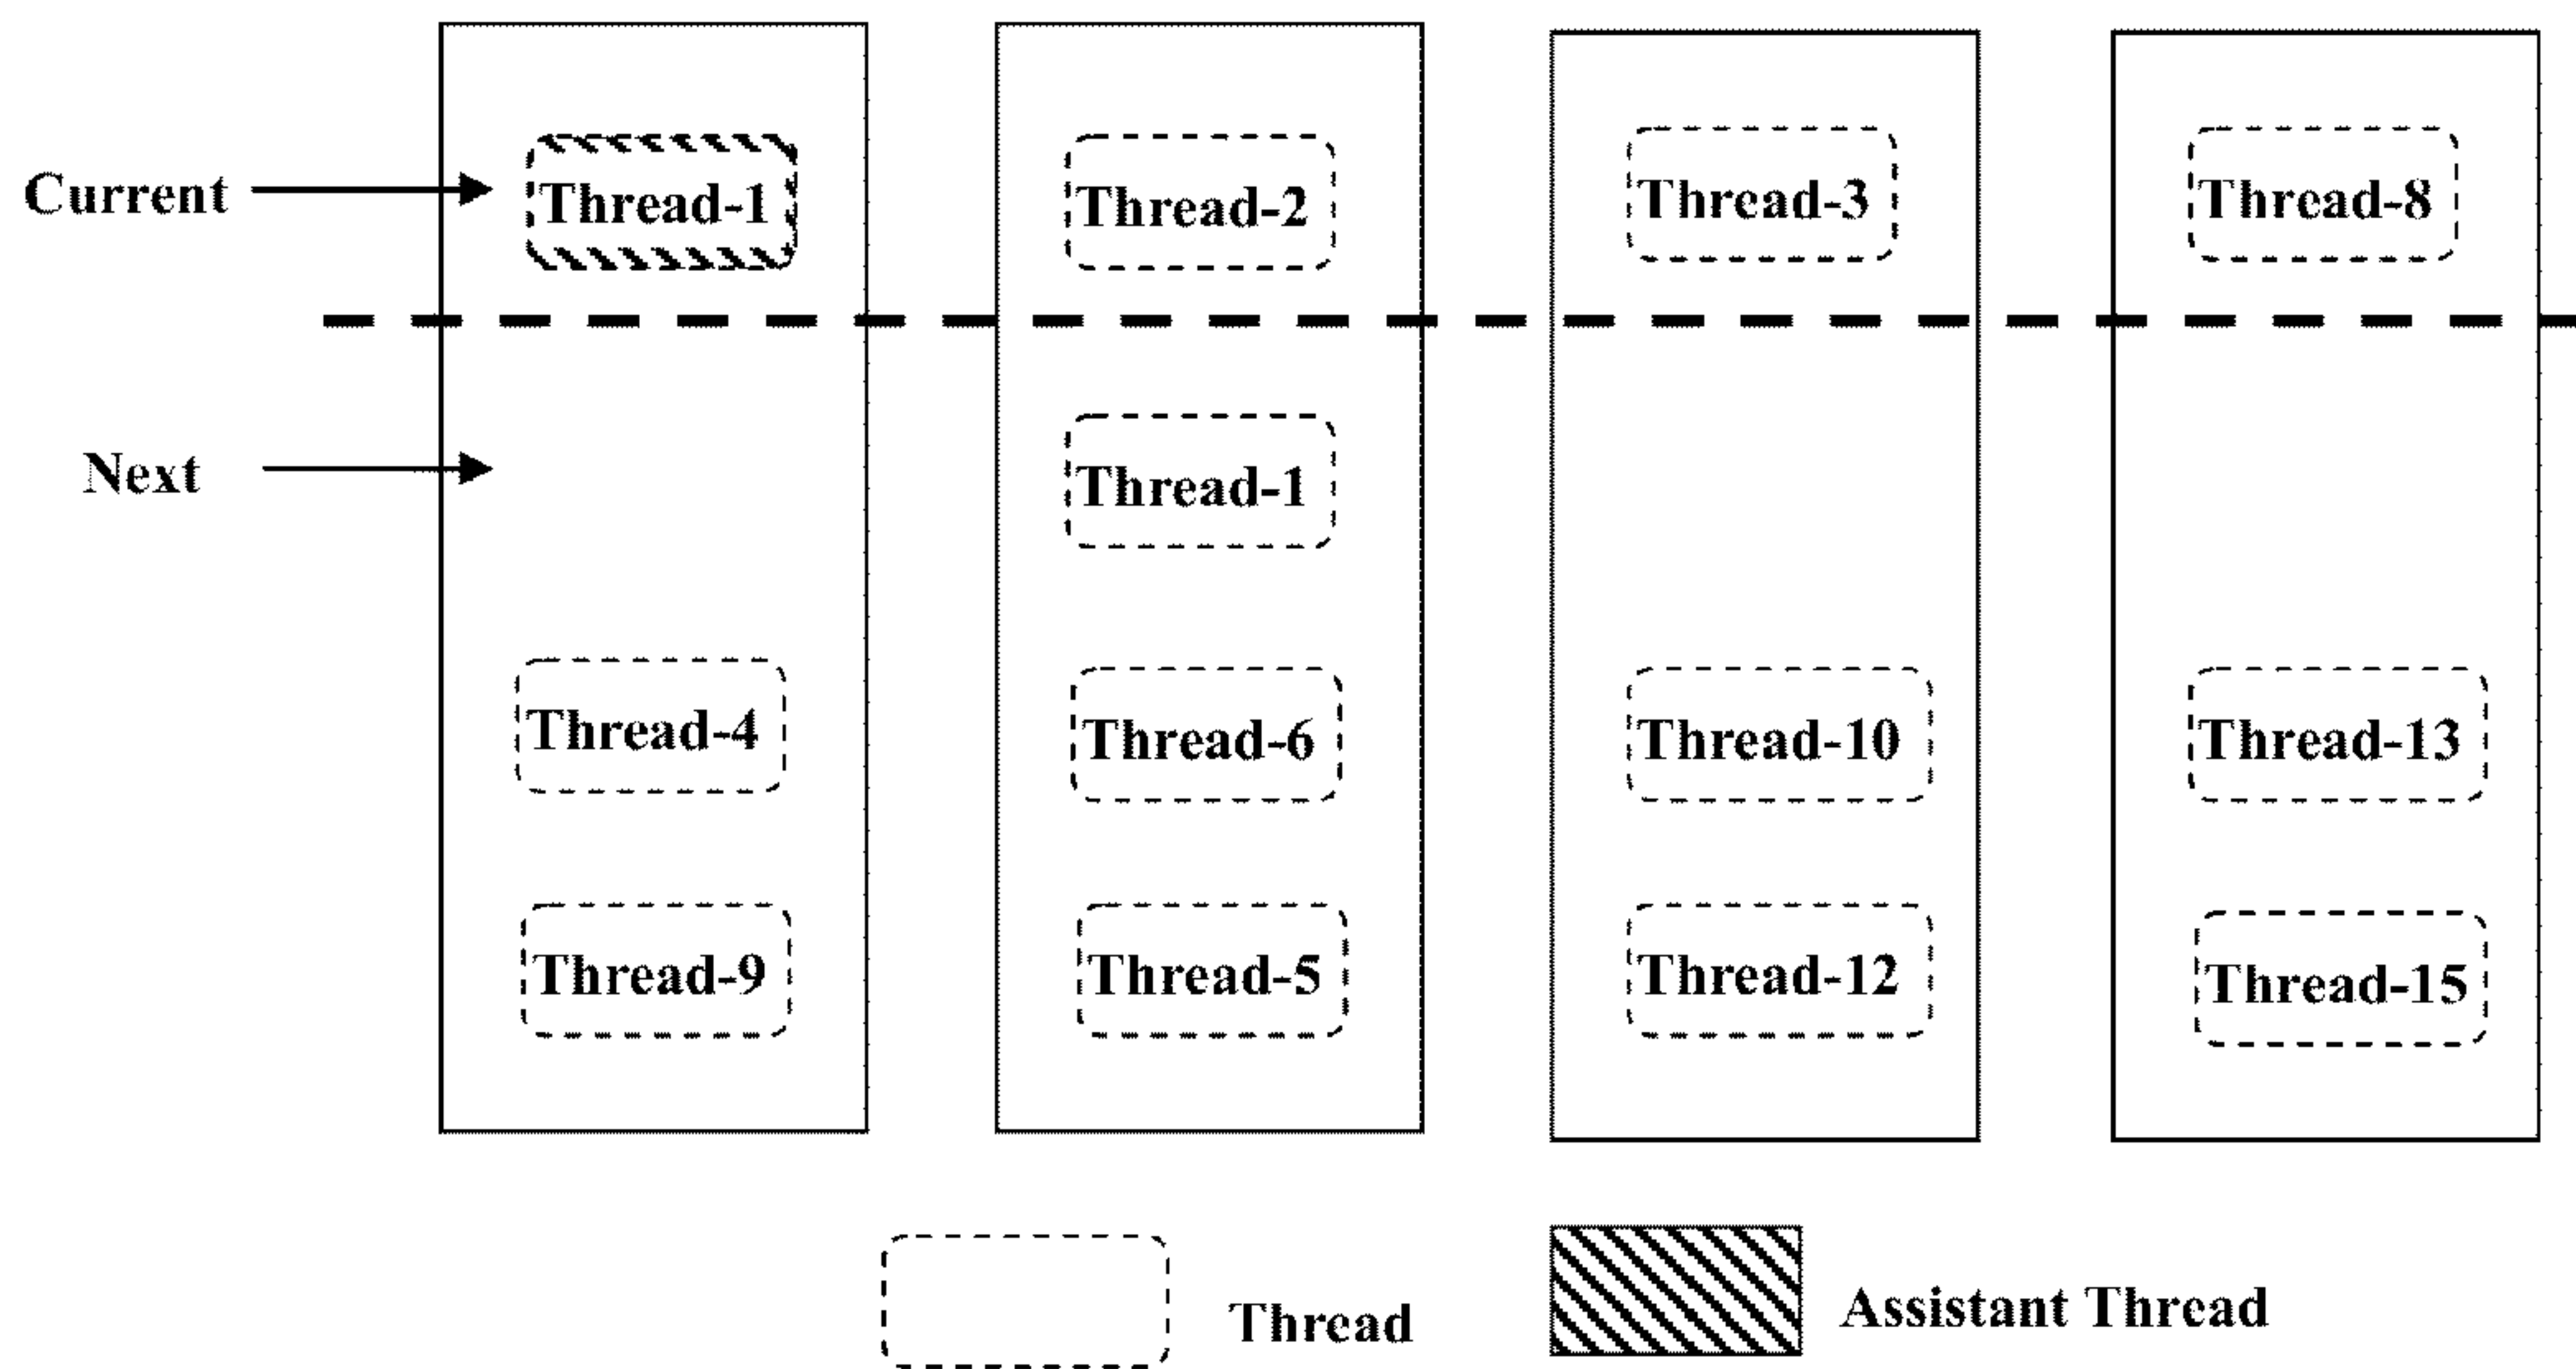 Current
Thread-1
Thread-2
Thread-3
Thread-8
Next
Thread-1
Thread-4
Thread-6
Thread-10
Thread-13
Thread-9
Thread-5
Thread-12
Thread-15
Thread
Assistant Thread